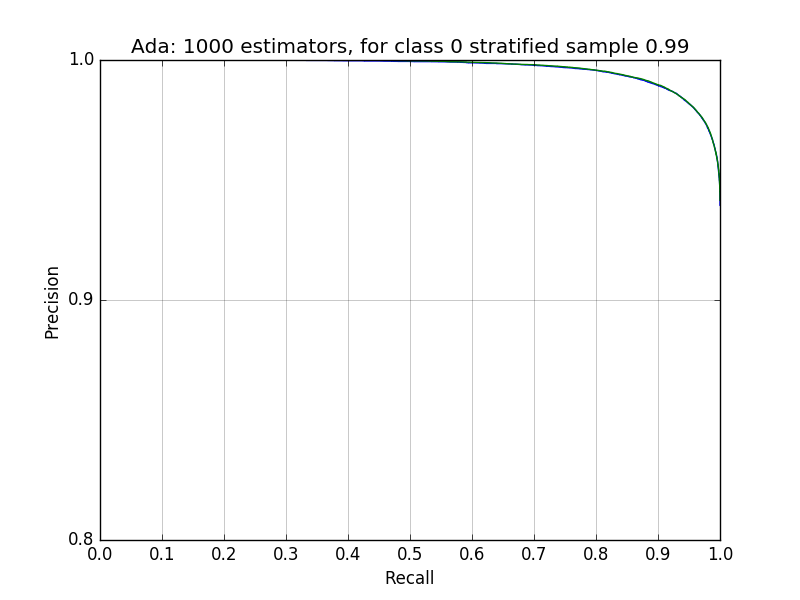 Ada: 1000 estimators, for class 0 stratified sample 0.99
1.0
0.9
0.8
Precision
0.0 0.1 0.2 0.3 0.4 0.5 0.6 0.7 0.8 0.9 1.0
Recall